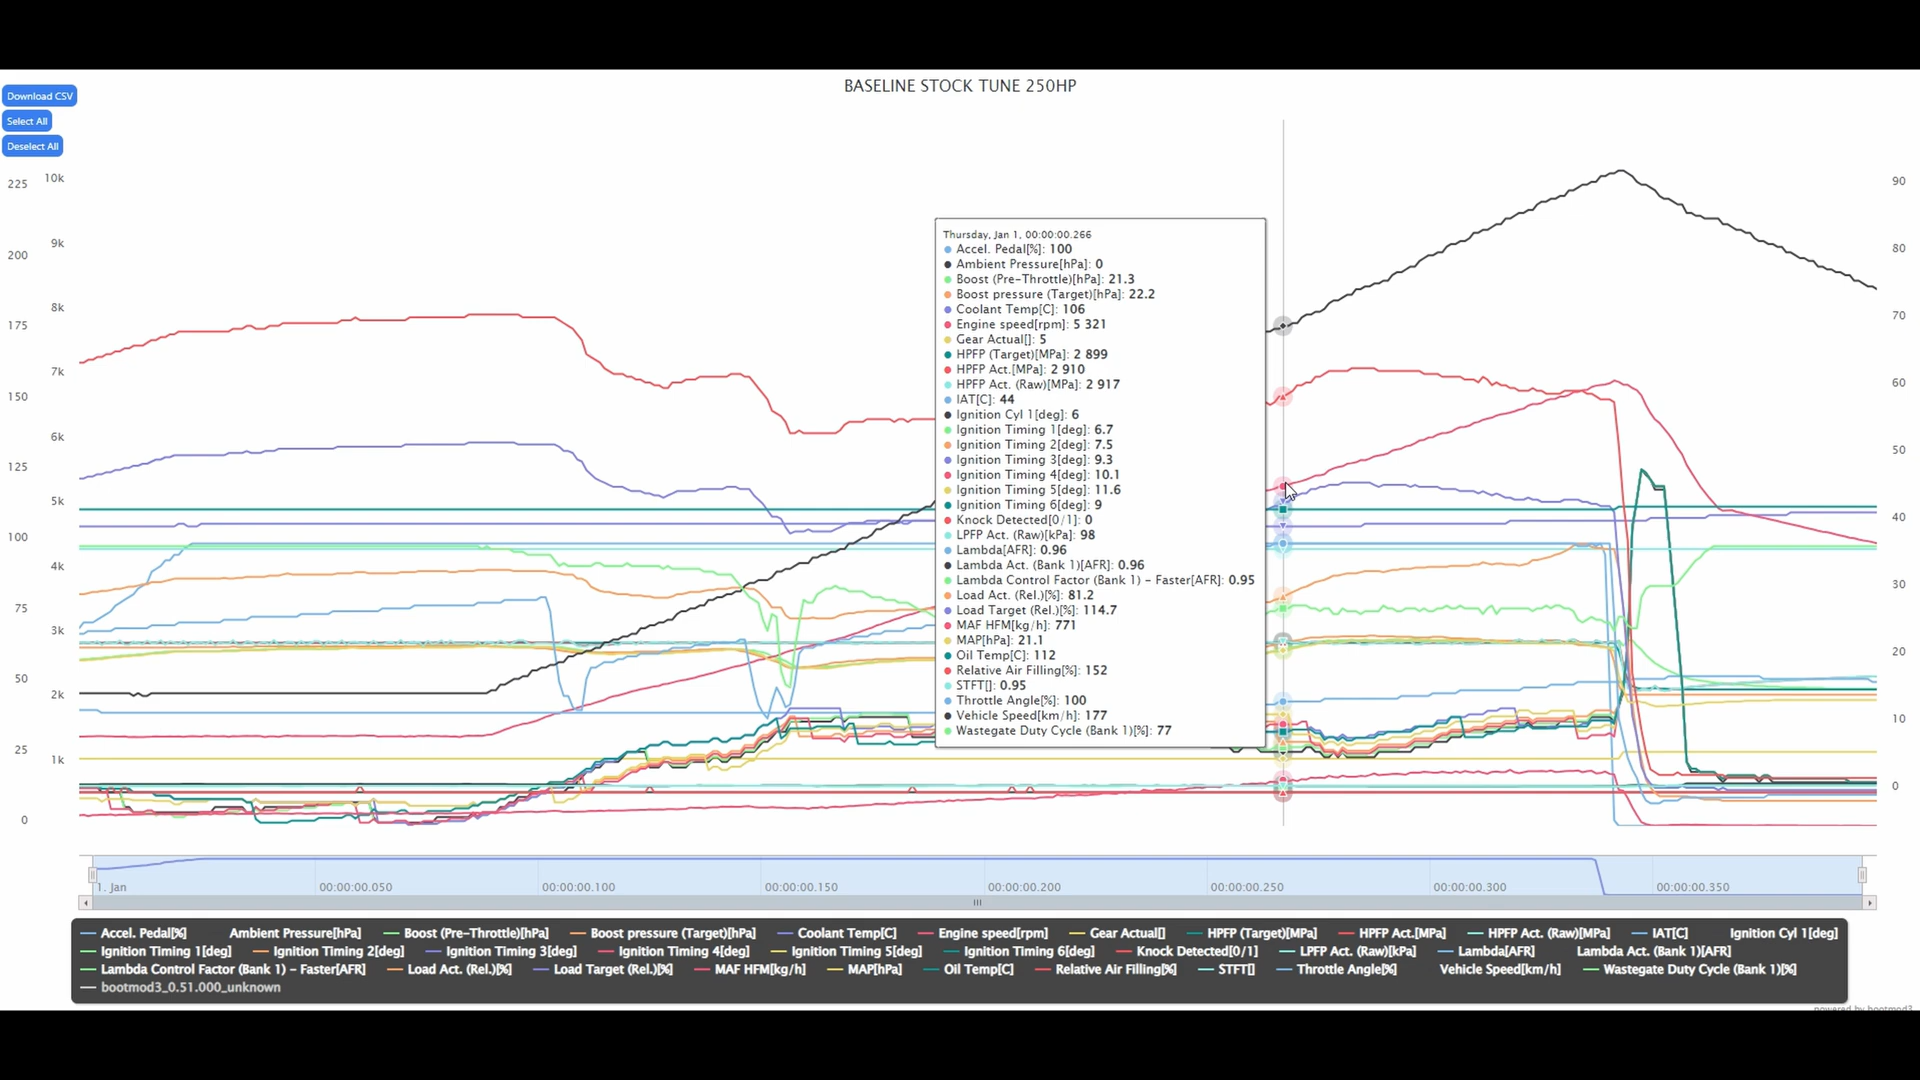 BASELINE STOCK TUNE 250HP
Download CSV
Select All
Deselect All
225
200
175
150
125
100
75
50
25
0
10k
9k
8k
7k
6k
5k
4k
3k
2k
1k
90
80
70
60
50
40
30
20
10
0
Thursday, Jan 1, 00:00:00.266
Accel. Pedal[%]: 100
Ambient Pressure[hPa]: 0
Boost (Pre-Throttle)[hPa]: 21.3
Boost pressure (Target)[hPa]: 22.2
Coolant Temp[C]: 106
Engine speed[rpm]: 5 321
Gear Actual[]: 5
HPFP (Target)[MPa]: 2 899
HPFP Act.[MPa]: 2 910
HPFP Act. (Raw)[MPa]: 2 917
IAT[C]: 44
Ignition Cyl 1[deg]: 6
Ignition Timing 1[deg]: 6.7
Ignition Timing 2[deg]: 7.5
Ignition Timing 3[deg]: 9.3
Ignition Timing 4[deg]: 10.1
Ignition Timing 5[deg]: 11.6
Ignition Timing 6[deg]: 9
Knock Detected[0/1]: 0
LPFP Act. (Raw)[kPa]: 98
Lambda[AFR]: 0.96
Lambda Act. (Bank 1)[AFR]: 0.96
Lambda Control Factor (Bank 1) - Faster[AFR]: 0.95
Load Act. (Rel.)[%]: 81.2
Load Target (Rel.)[%]: 114.7
MAF HFM[kg/h]: 771
MAP[hPa]: 21.1
Oil Temp[C]: 112
Relative Air Filling[%]: 152
STFT[]: 0.95
Throttle Angle[%]: 100
Vehicle Speed[km/h]: 177
Wastegate Duty Cycle (Bank 1)[%]: 77
1. Jan 00:00:00.050 00:00:00.100 00:00:00.150 00:00:00.200 00:00:00.250 00:00:00.300 00:00:00.350
Accel. Pedal[%] Ambient Pressure[hPa] Boost (Pre-Throttle)[hPa] Boost pressure (Target)[hPa] Coolant Temp[C] Engine speed[rpm] Gear Actual[] HPFP (Target)[MPa] HPFP Act.[MPa] HPFP Act. (Raw)[MPa] IAT[C] Ignition Cyl 1[deg]
Ignition Timing 1[deg] Ignition Timing 2[deg] Ignition Timing 3[deg] Ignition Timing 4[deg] Ignition Timing 5[deg] Ignition Timing 6[deg] Knock Detected[0/1] LPFP Act. (Raw)[kPa] Lambda[AFR] Lambda Act. (Bank 1)[AFR]
Lambda Control Factor (Bank 1) - Faster[AFR] Load Act. (Rel.)[%] Load Target (Rel.)[%] MAF HFM[kg/h] MAP[hPa] Oil Temp[C] Relative Air Filling[%] STFT[] Throttle Angle[%] Vehicle Speed[km/h] Wastegate Duty Cycle (Bank 1)[%]
bootmod3_0.51.000_unknown
powered by bootmod3